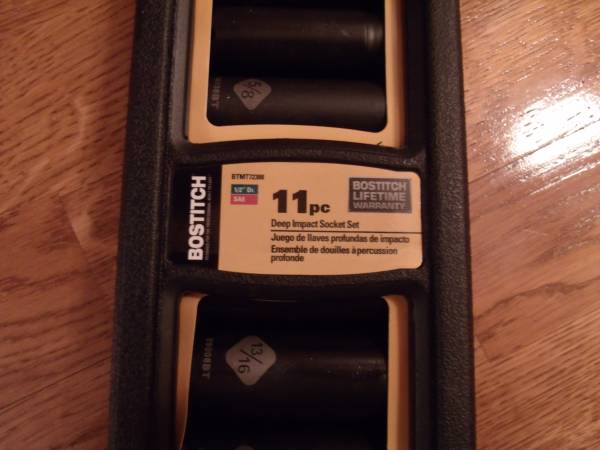 5/8
BTMT72388
1/2" Dr.
SAE
BOSTITCH
11pc
BOSTITCH
LIFETIME
WARRANTY
Deep Impact Socket Set
Juego de llaves profundas de impacto
Ensemble de douilles à percussion
profonde
13/16